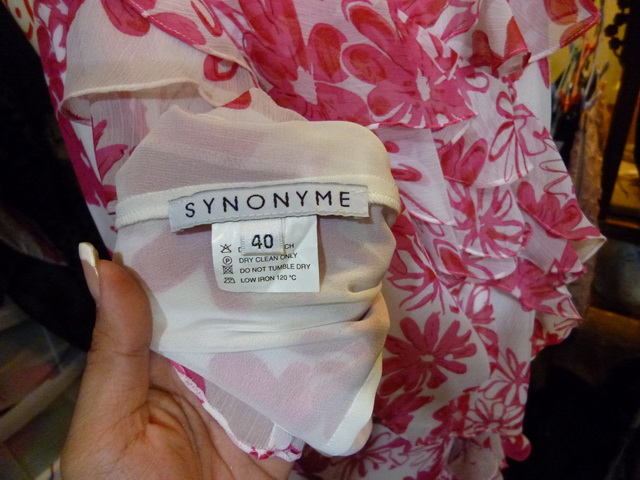 SYNONYME
40
DRY CLEAN ONLY
DO NOT TUMBLE DRY
LOW IRON 120 °C